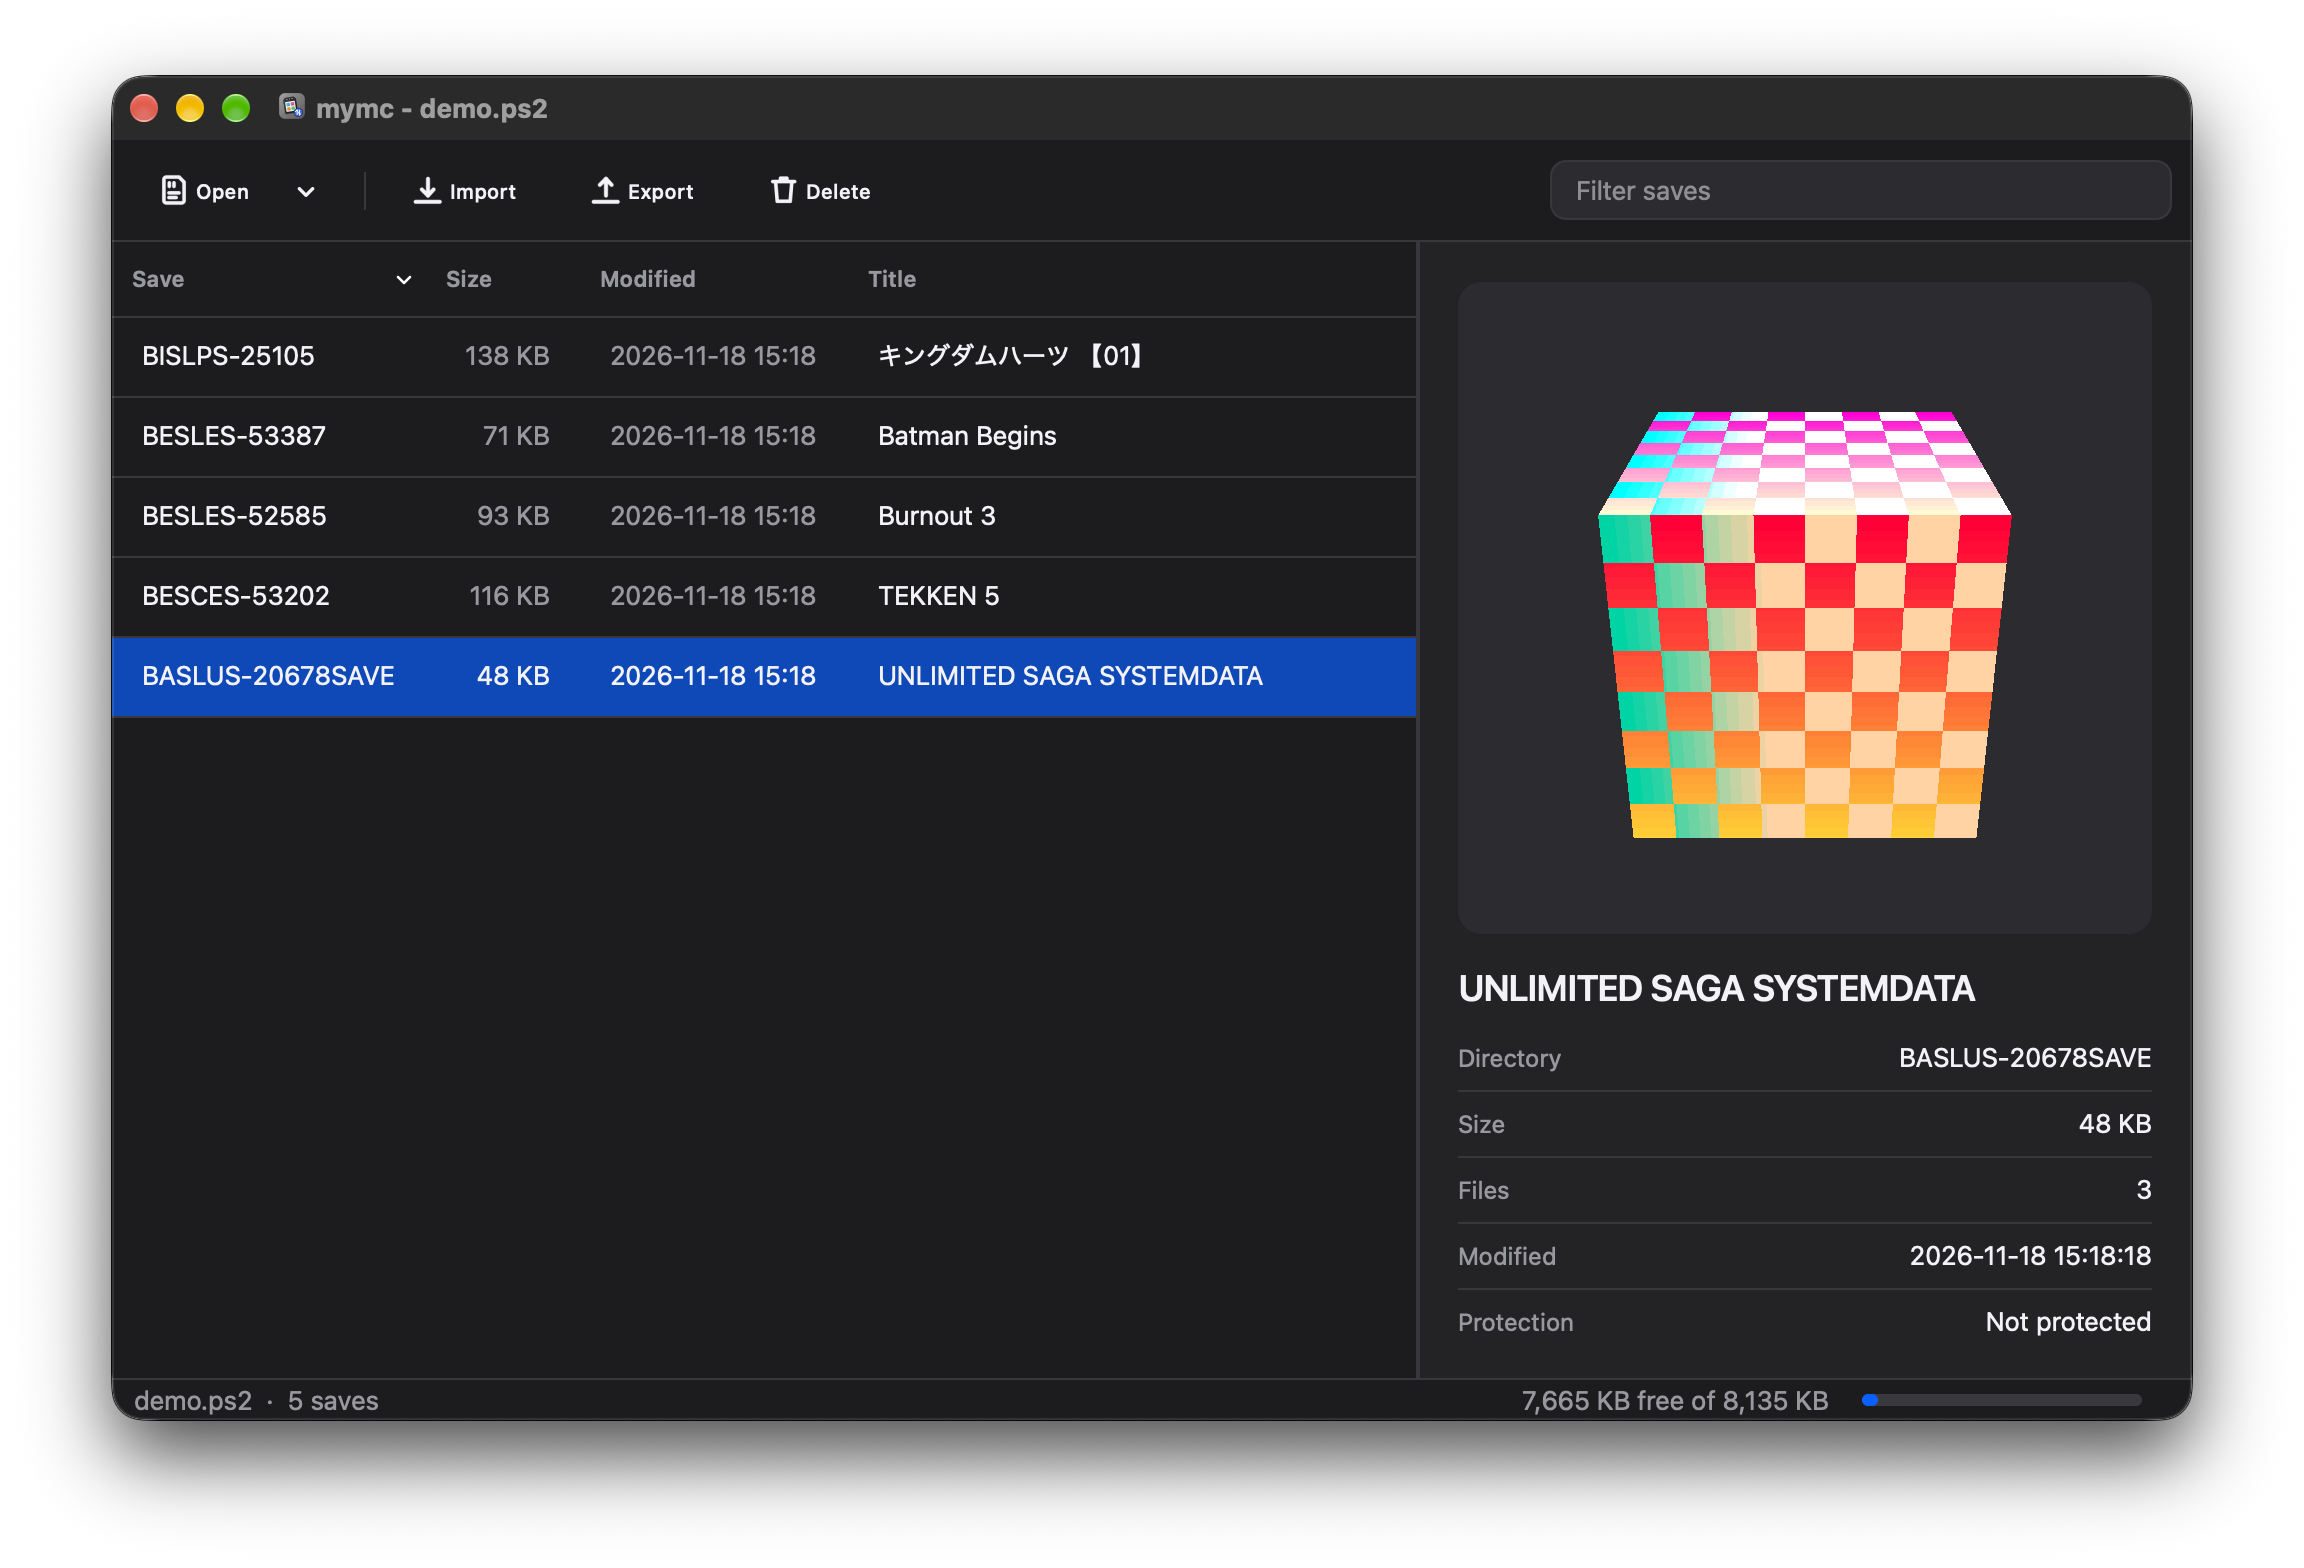 mymc - demo.ps2
Open Import Export Delete Filter saves
Save Size Modified Title
BISLPS-25105 138 KB 2026-11-18 15:18 キングダムハーツ 【01】
BESLES-53387 71 KB 2026-11-18 15:18 Batman Begins
BESLES-52585 93 KB 2026-11-18 15:18 Burnout 3
BESCES-53202 116 KB 2026-11-18 15:18 TEKKEN 5
BASLUS-20678SAVE 48 KB 2026-11-18 15:18 UNLIMITED SAGA SYSTEMDATA
UNLIMITED SAGA SYSTEMDATA
Directory BASLUS-20678SAVE
Size 48 KB
Files 3
Modified 2026-11-18 15:18:18
Protection Not protected
demo.ps2 · 5 saves 7,665 KB free of 8,135 KB